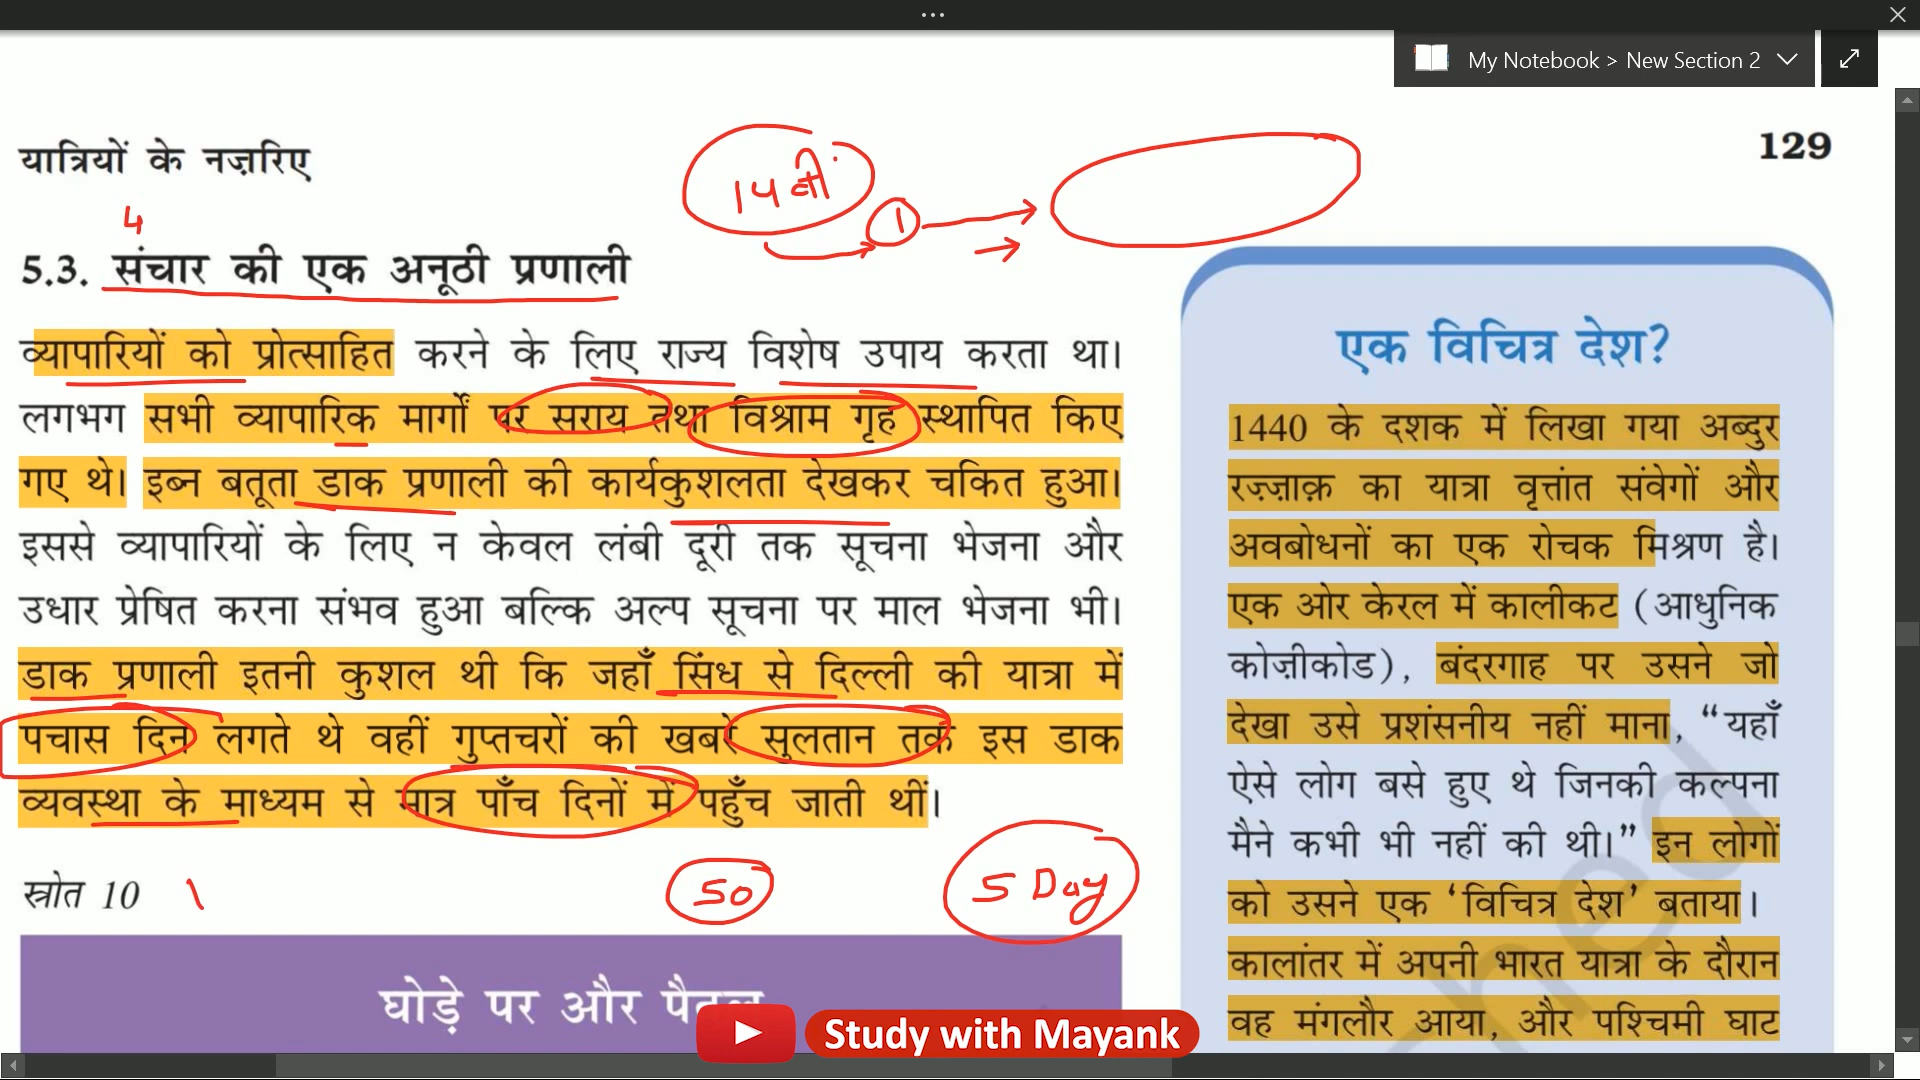 My Notebook > New Section 2
यात्रियों के नज़रिए
129
14 वीं
1
4
5.3. संचार की एक अनूठी प्रणाली
व्यापारियों को प्रोत्साहित करने के लिए राज्य विशेष उपाय करता था।
लगभग सभी व्यापारिक मार्गों पर सराय तथा विश्राम गृह स्थापित किए
गए थे। इब्न बतूता डाक प्रणाली की कार्यकुशलता देखकर चकित हुआ।
इससे व्यापारियों के लिए न केवल लंबी दूरी तक सूचना भेजना और
उधार प्रेषित करना संभव हुआ बल्कि अल्प सूचना पर माल भेजना भी।
डाक प्रणाली इतनी कुशल थी कि जहाँ सिंध से दिल्ली की यात्रा में
पचास दिन लगते थे वहीं गुप्तचरों की खबरें सुलतान तक इस डाक
व्यवस्था के माध्यम से मात्र पाँच दिनों में पहुँच जाती थीं।
स्रोत 10
50
5 Day
घोड़े पर और पैदल
एक विचित्र देश?
1440 के दशक में लिखा गया अब्दुर
रज़्ज़ाक़ का यात्रा वृत्तांत संवेगों और
अवबोधनों का एक रोचक मिश्रण है।
एक ओर केरल में कालीकट (आधुनिक
कोज़ीकोड), बंदरगाह पर उसने जो
देखा उसे प्रशंसनीय नहीं माना, “यहाँ
ऐसे लोग बसे हुए थे जिनकी कल्पना
मैने कभी भी नहीं की थी।” इन लोगों
को उसने एक ‘विचित्र देश’ बताया।
कालांतर में अपनी भारत यात्रा के दौरान
वह मंगलौर आया, और पश्चिमी घाट
Study with Mayank